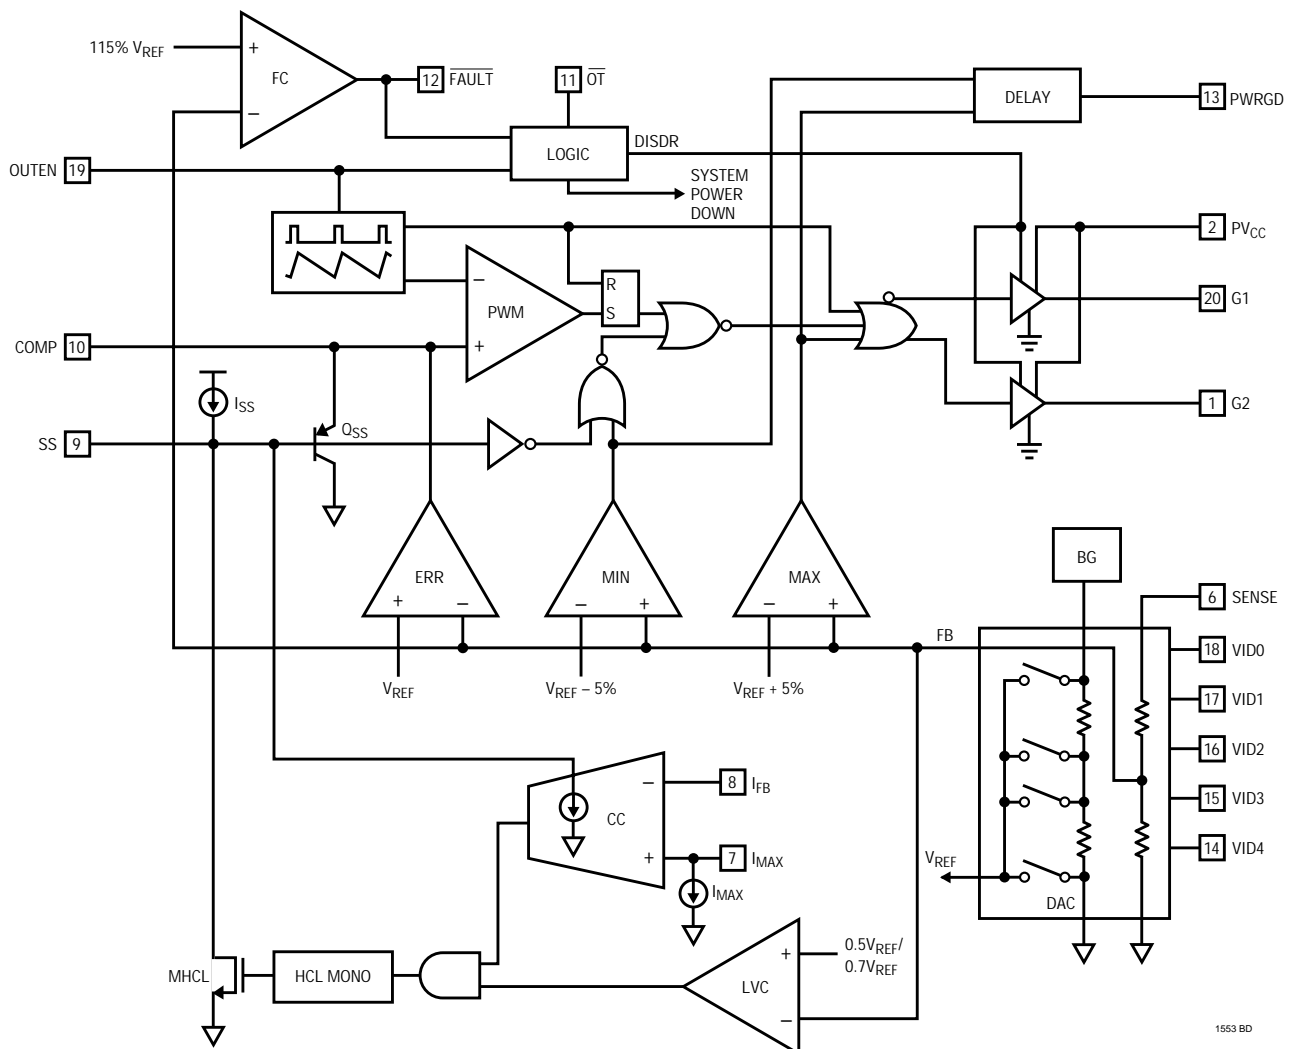 115% VREF
+
FC
–
12 FAULT
11 OT
DELAY
13 PWRGD
LOGIC
DISDR
OUTEN 19
SYSTEM
POWER
DOWN
2 PVCC
–
PWM
+
R
S
20 G1
COMP 10
ISS
QSS
1 G2
SS 9
ERR
+ –
MIN
– +
MAX
– +
BG
6 SENSE
FB
18 VID0
VREF
VREF – 5%
VREF + 5%
17 VID1
16 VID2
– 8 IFB
CC
15 VID3
+ 7 IMAX
14 VID4
VREF
IMAX
DAC
+
0.5VREF/
0.7VREF
MHCL
HCL MONO
LVC
–
1553 BD